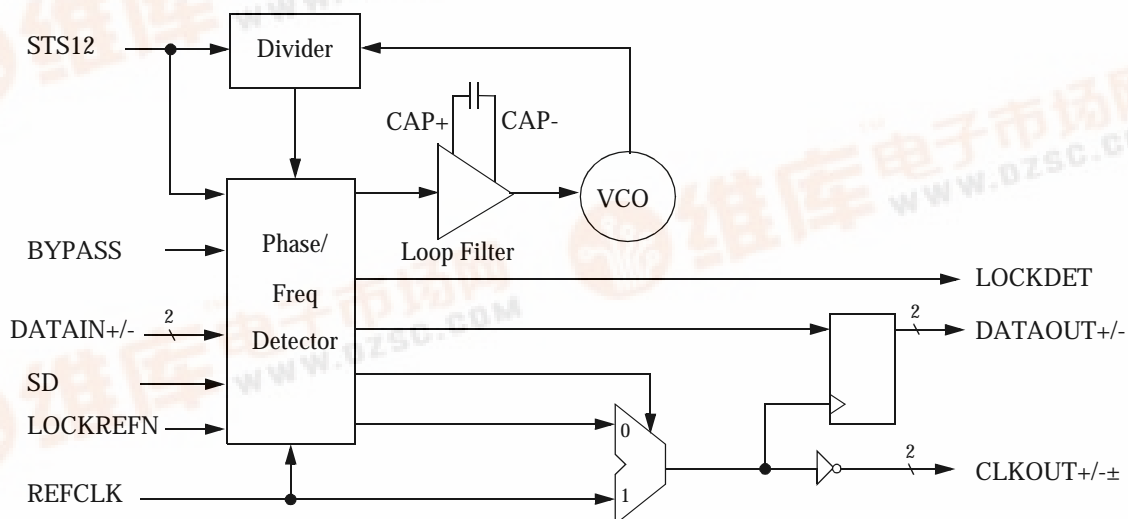 STS12
Divider
CAP+
CAP-
VCO
Loop Filter
BYPASS
Phase/
Freq
Detector
LOCKDET
DATAIN+/-
2
DATAOUT+/-
2
SD
LOCKREFN
0
1
REFCLK
2
CLKOUT+/-±
维库电子市场网
WWW.DZSC.COM